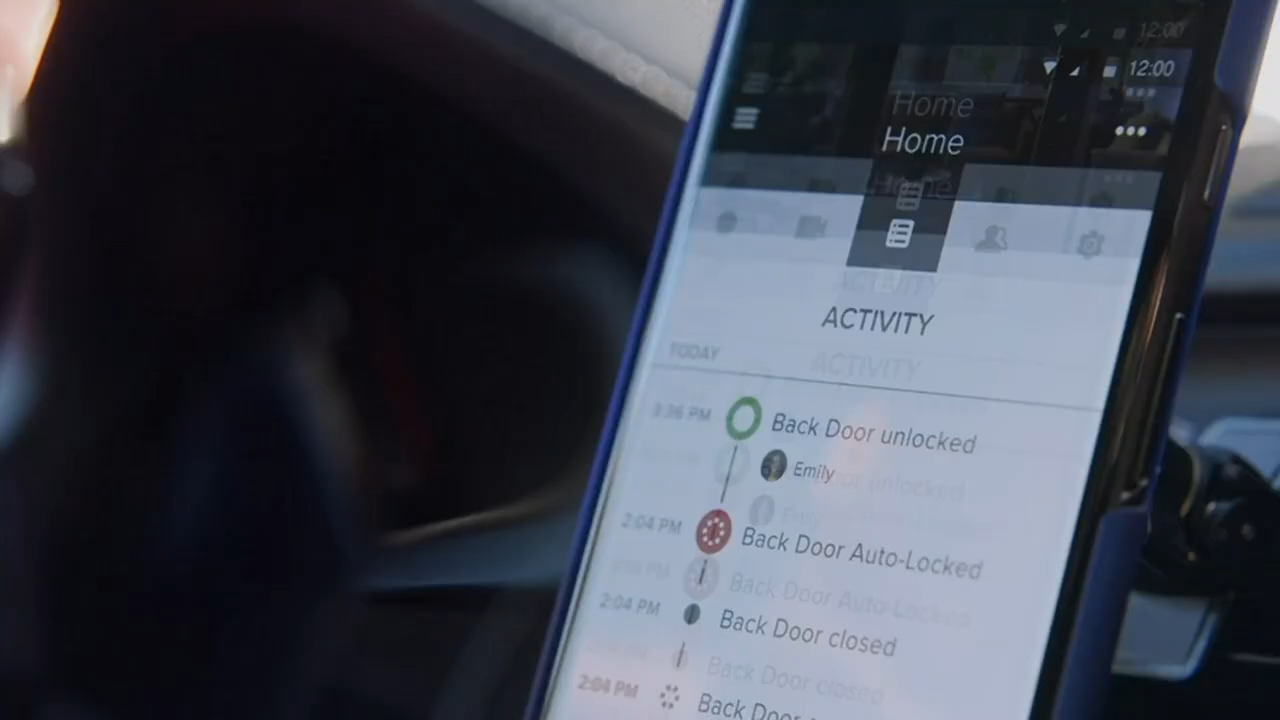 12:00
Home
ACTIVITY
TODAY
3:36 PM Back Door unlocked
Emily
2:04 PM Back Door Auto-Locked
2:04 PM Back Door closed
2:04 PM Back Door